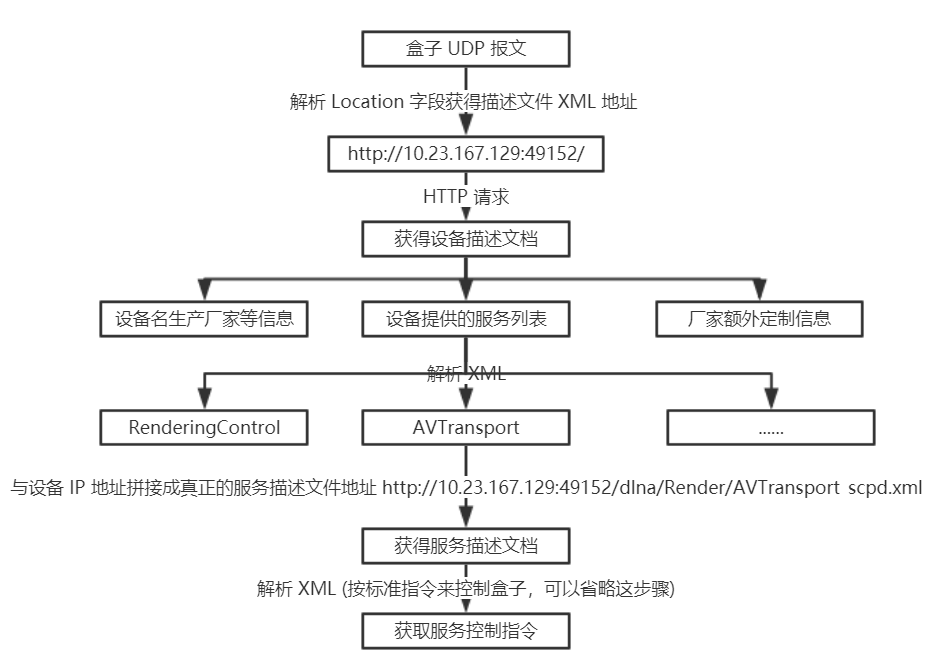 盒子 UDP 报文
解析 Location 字段获得描述文件 XML 地址
http://10.23.167.129:49152/
HTTP 请求
获得设备描述文档
设备名生产厂家等信息
设备提供的服务列表
厂家额外定制信息
解析 XML
RenderingControl
AVTransport
......
与设备 IP 地址拼接成真正的服务描述文件地址 http://10.23.167.129:49152/dlna/Render/AVTransport_scpd.xml
获得服务描述文档
解析 XML (按标准指令来控制盒子，可以省略这步骤)
获取服务控制指令